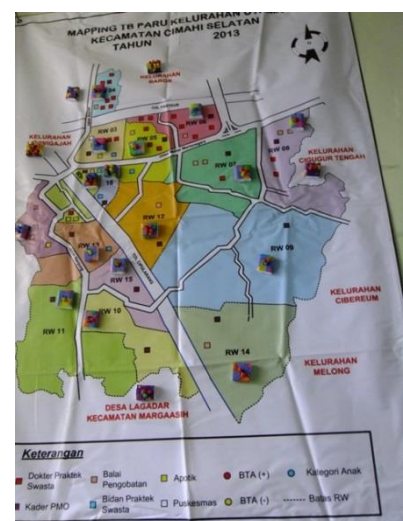 MAPPING TB PARU KELURAHAN
KECAMATAN CIMAHI SELATAN
TAHUN 2013
KELURAHAN
KELURAHAN
RW 03
RW 05
RW 06
RW 07
RW 08
KELURAHAN
CIGUGUR TENGAH
RW 12
RW 13
RW 09
RW 15
KELURAHAN
CIBEREUM
RW 11
RW 10
RW 14
KELURAHAN
MELONG
DESA LAGADAR
KECAMATAN MARGAASIH
Keterangan
Dokter Praktek Swasta
Balai Pengobatan
Apotik
BTA (+)
Kategori Anak
Kader PMO
Bidan Praktek Swasta
Puskesmas
BTA (-)
Batas RW